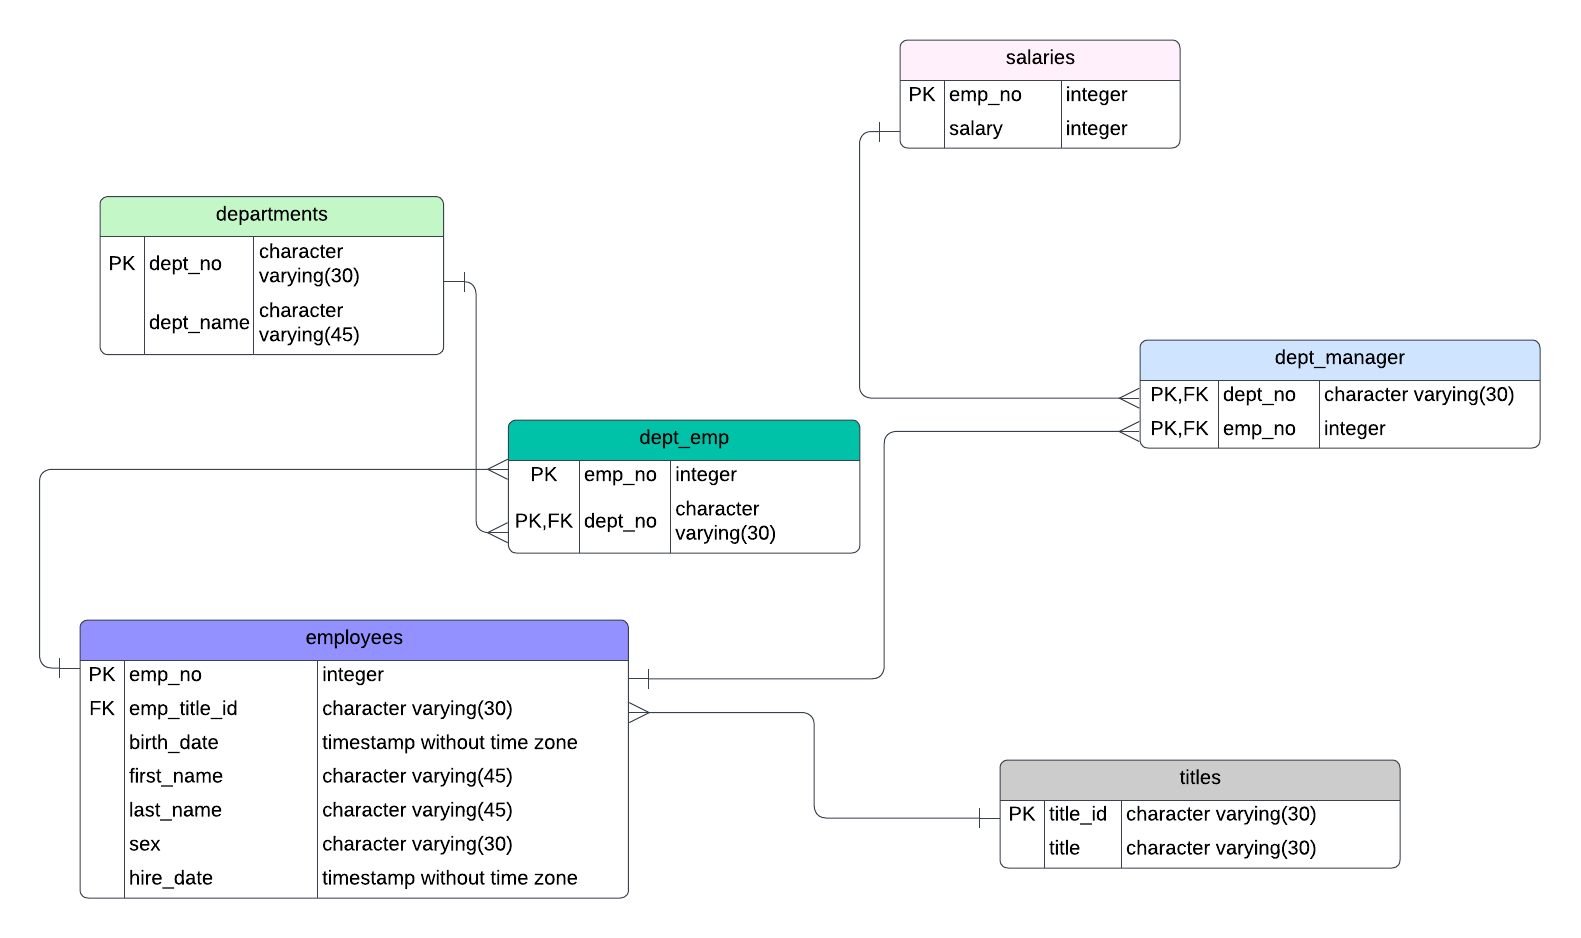 salaries
PK emp_no integer
salary integer
departments
PK dept_no character
varying(30)
dept_name character
varying(45)
dept_manager
PK,FK dept_no character varying(30)
PK,FK emp_no integer
dept_emp
PK emp_no integer
PK,FK dept_no character
varying(30)
employees
PK emp_no integer
FK emp_title_id character varying(30)
birth_date timestamp without time zone
first_name character varying(45)
last_name character varying(45)
sex character varying(30)
hire_date timestamp without time zone
titles
PK title_id character varying(30)
title character varying(30)